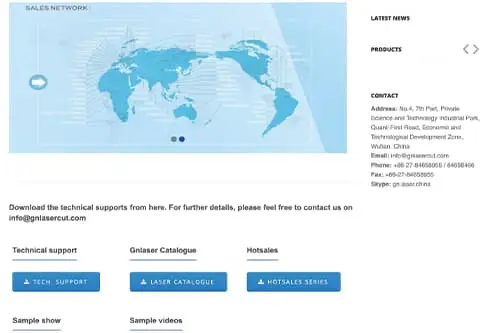 SALES NETWORK
Download the technical supports from here. For further details, please feel free to contact us on
info@gnlasercut.com
Technical support
Gnlaser Catalogue
Hotsales
TECH. SUPPORT
LASER CATALOGUE
HOTSALES SERIES
Sample show
Sample videos
LATEST NEWS
PRODUCTS
CONTACT
Address: No.4, 7th Part, Private
Science and Technology Industrial Park,
Quanli First Road, Economic and
Technological Development Zone,
Wuhan, China
Email: info@gnlasercut.com
Phone: +86-27-84658956 / 84658466
Fax: +86-27-84658955
Skype: gn.laser.china